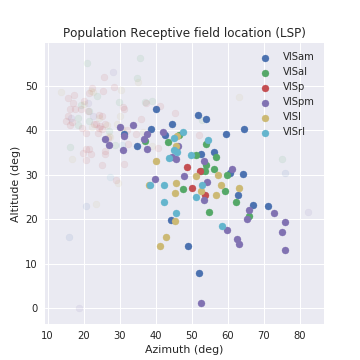 Population Receptive field location (LSP)
VISam
VISal
VISp
VISpm
VISl
VISrl
50
40
30
20
10
0
Altitude (deg)
10 20 30 40 50 60 70 80
Azimuth (deg)